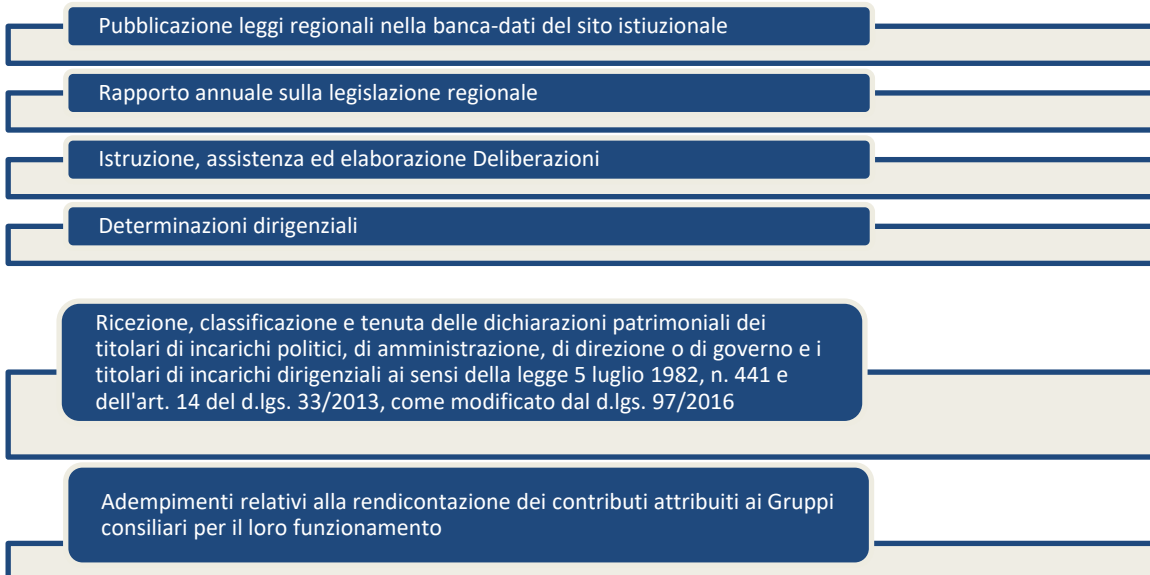 Pubblicazione leggi regionali nella banca-dati del sito istiuzionale
Rapporto annuale sulla legislazione regionale
Istruzione, assistenza ed elaborazione Deliberazioni
Determinazioni dirigenziali
Ricezione, classificazione e tenuta delle dichiarazioni patrimoniali dei
titolari di incarichi politici, di amministrazione, di direzione o di governo e i
titolari di incarichi dirigenziali ai sensi della legge 5 luglio 1982, n. 441 e
dell'art. 14 del d.lgs. 33/2013, come modificato dal d.lgs. 97/2016
Adempimenti relativi alla rendicontazione dei contributi attribuiti ai Gruppi
consiliari per il loro funzionamento